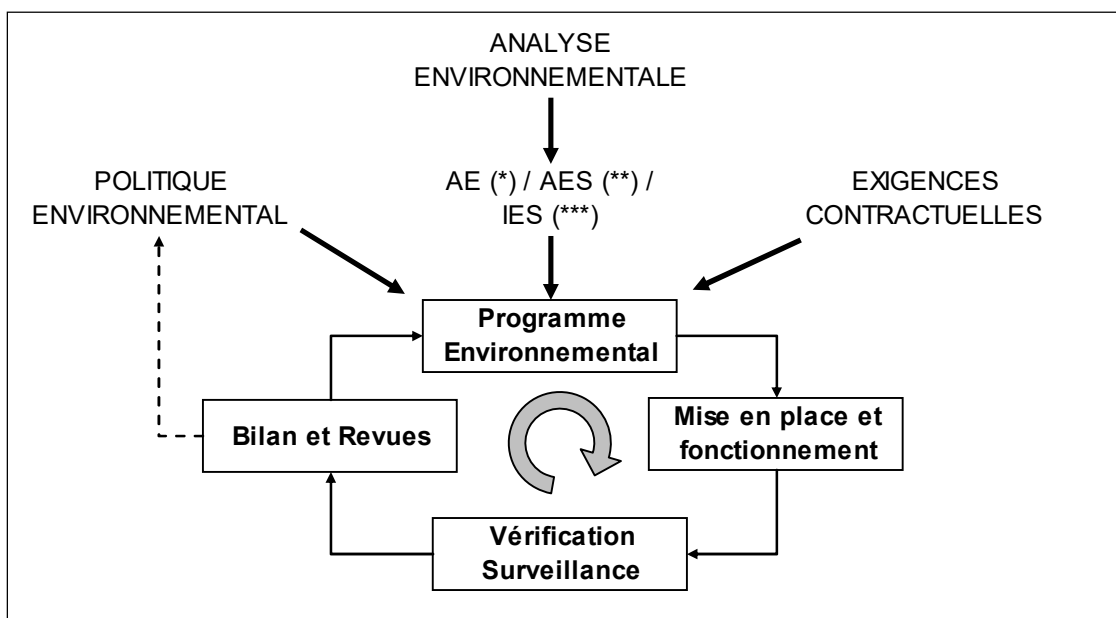 ANALYSE
ENVIRONNEMENTALE
POLITIQUE
ENVIRONNEMENTAL
AE (*) / AES (**) /
IES (***)
EXIGENCES
CONTRACTUELLES
Programme
Environnemental
Bilan et Revues
Mise en place et
fonctionnement
Vérification
Surveillance